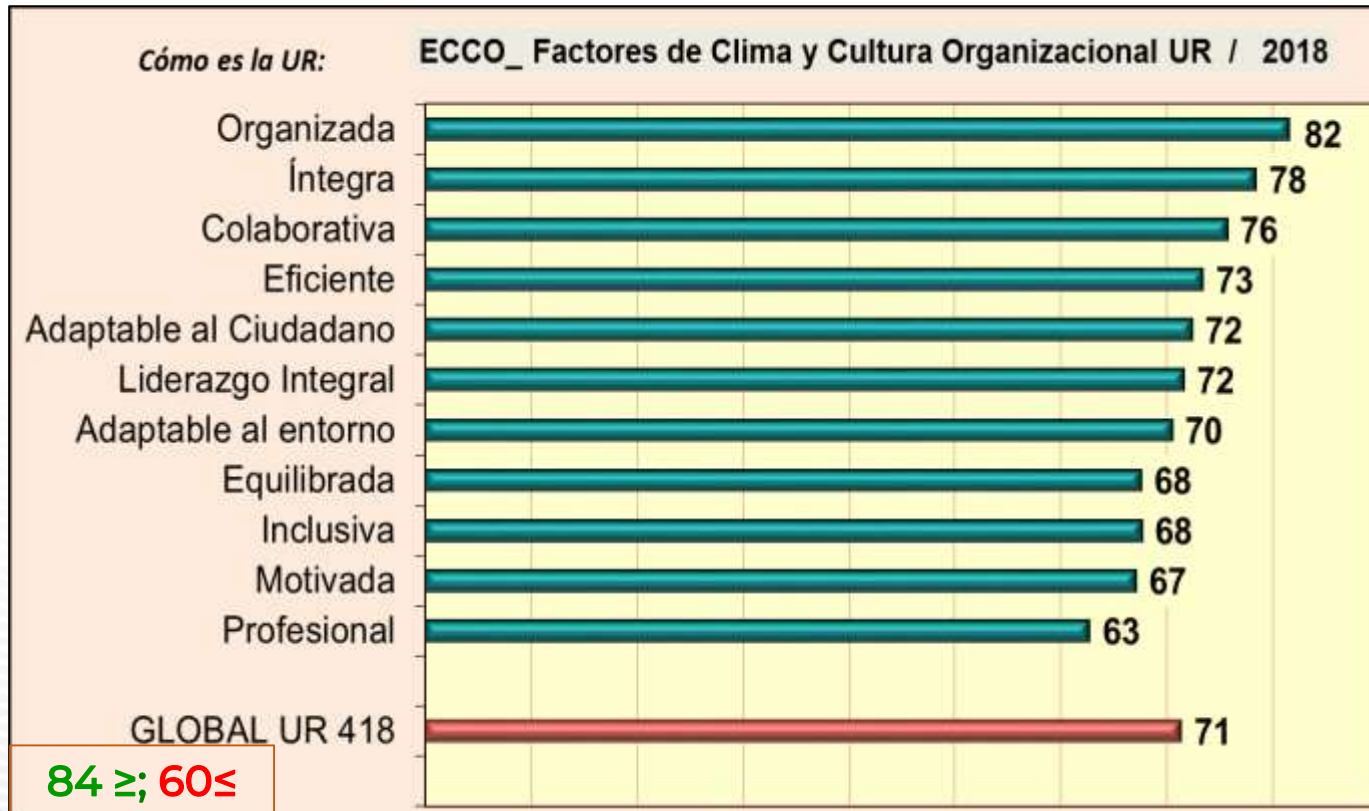 Cómo es la UR: ECCO_ Factores de Clima y Cultura Organizacional UR / 2018
Organizada 82
Íntegra 78
Colaborativa 76
Eficiente 73
Adaptable al Ciudadano 72
Liderazgo Integral 72
Adaptable al entorno 70
Equilibrada 68
Inclusiva 68
Motivada 67
Profesional 63
GLOBAL UR 418 71
84 ≥; 60≤